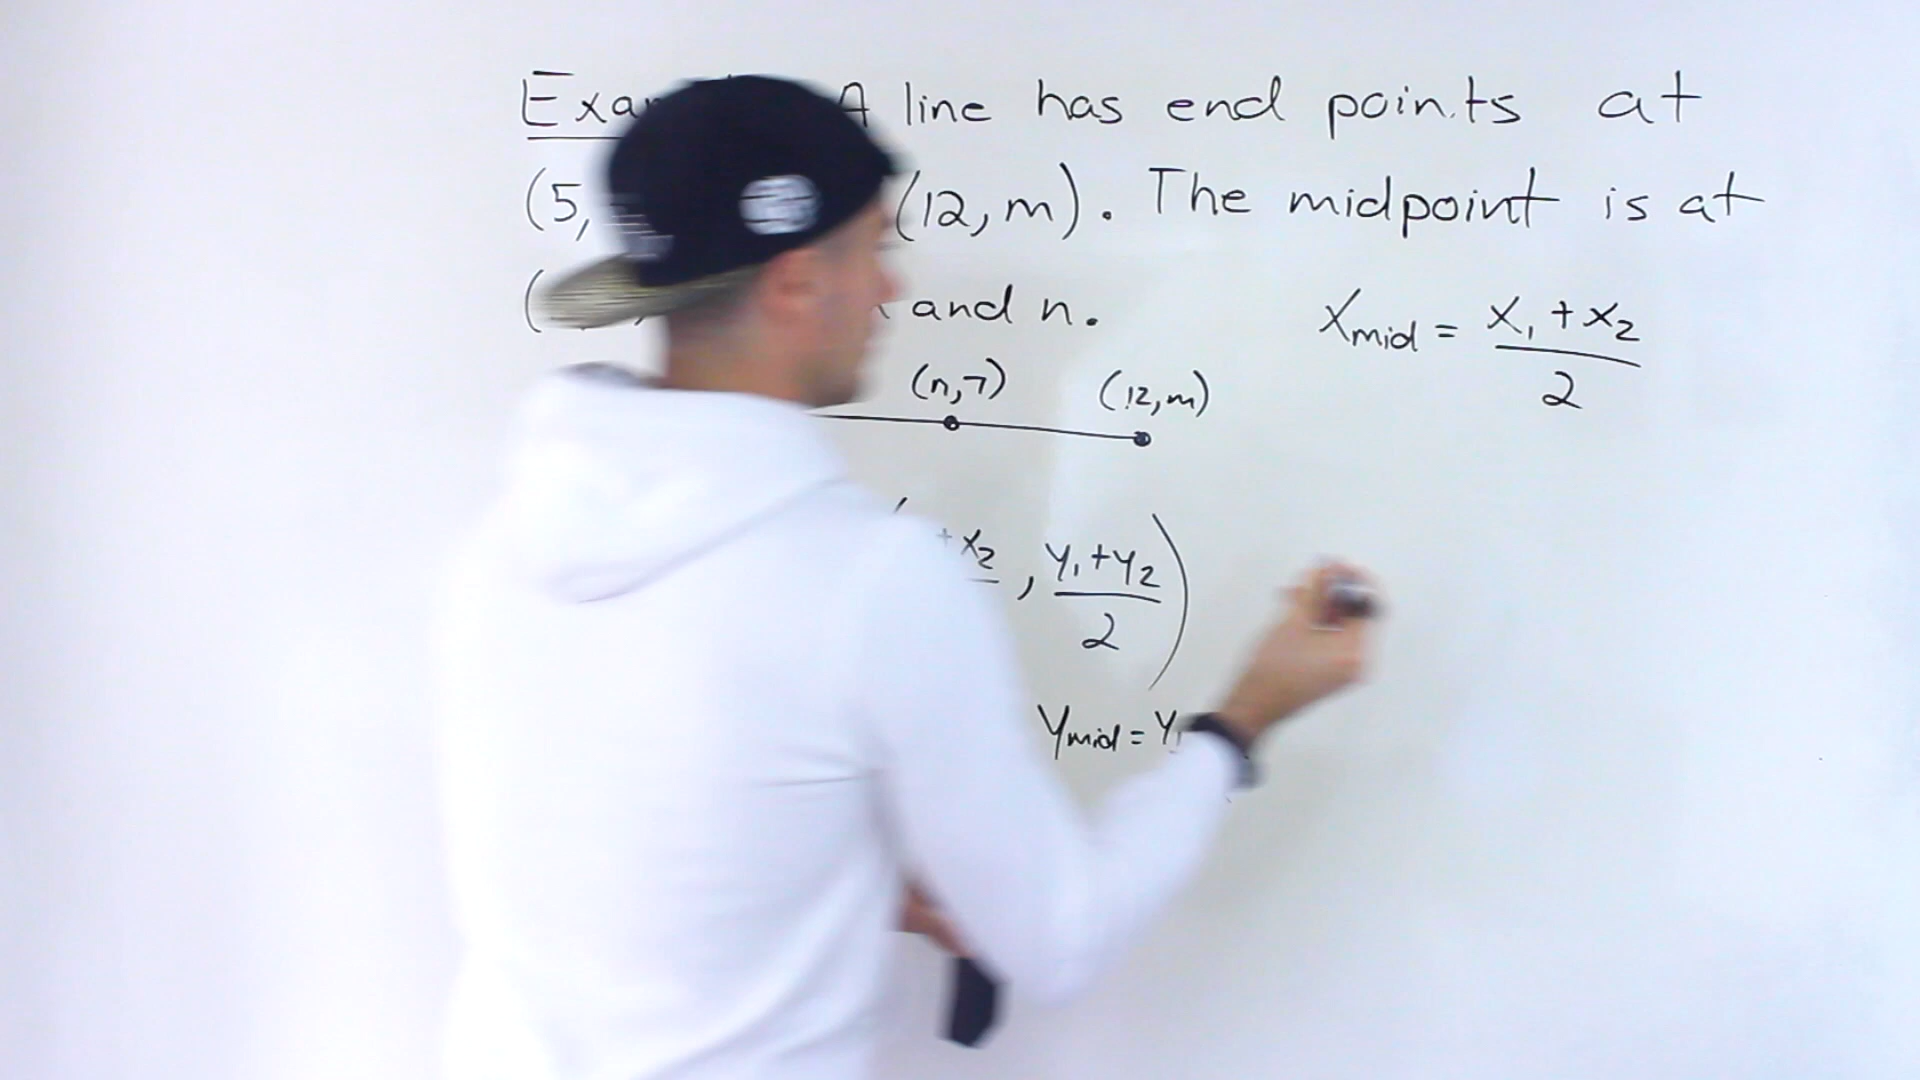 A line has end points at
(5, (12, m). The midpoint is at
( and n.
Xmid = X1 + X2 / 2
(n, 7) (12, m)
+ X2 , Y1 + Y2 / 2 )
Ymid = Y1